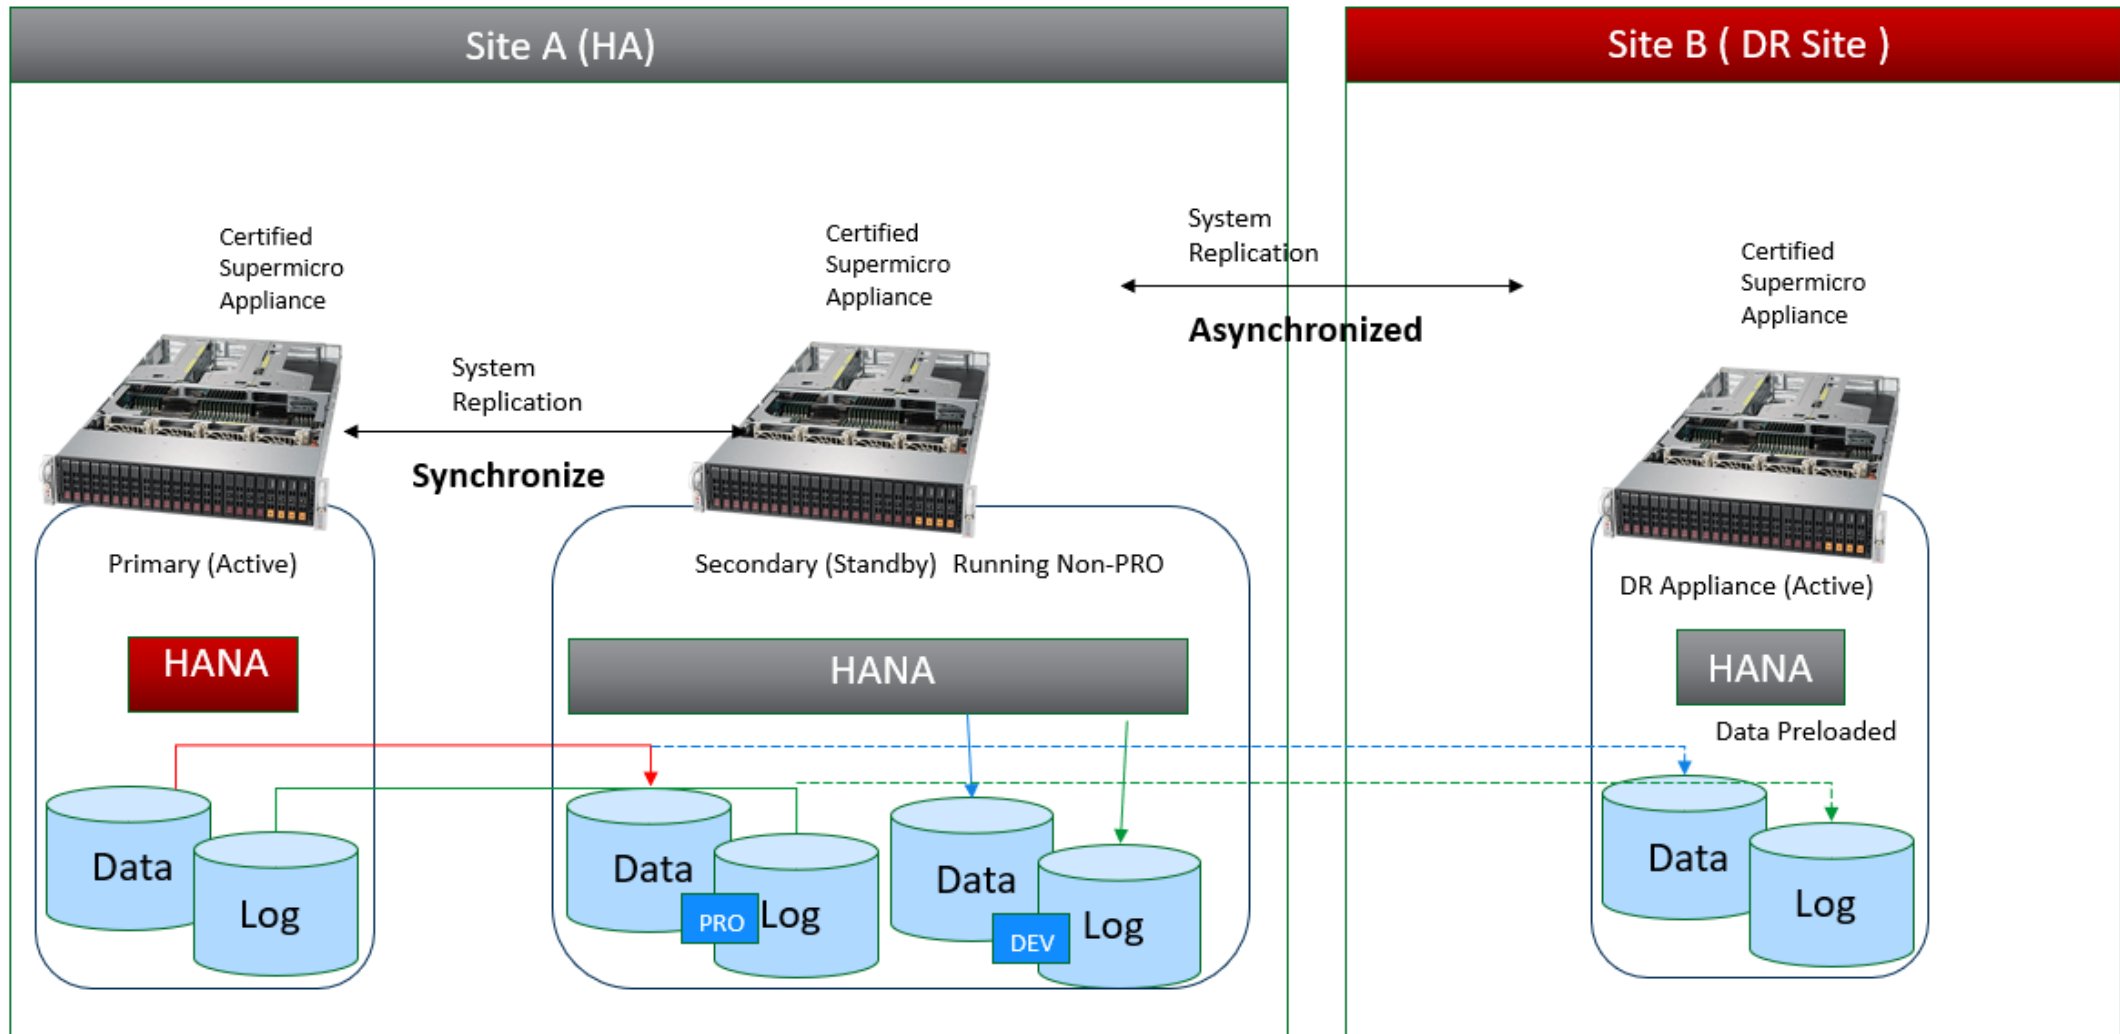 Site A (HA)
Site B ( DR Site )
Certified
Supermicro
Appliance
System
Replication
Synchronize
Certified
Supermicro
Appliance
System
Replication
Asynchronized
Certified
Supermicro
Appliance
Primary (Active)
Secondary (Standby)  Running Non-PRO
DR Appliance (Active)
HANA
HANA
HANA
Data Preloaded
Data
Log
Data
PRO
Log
Data
DEV
Log
Data
Log